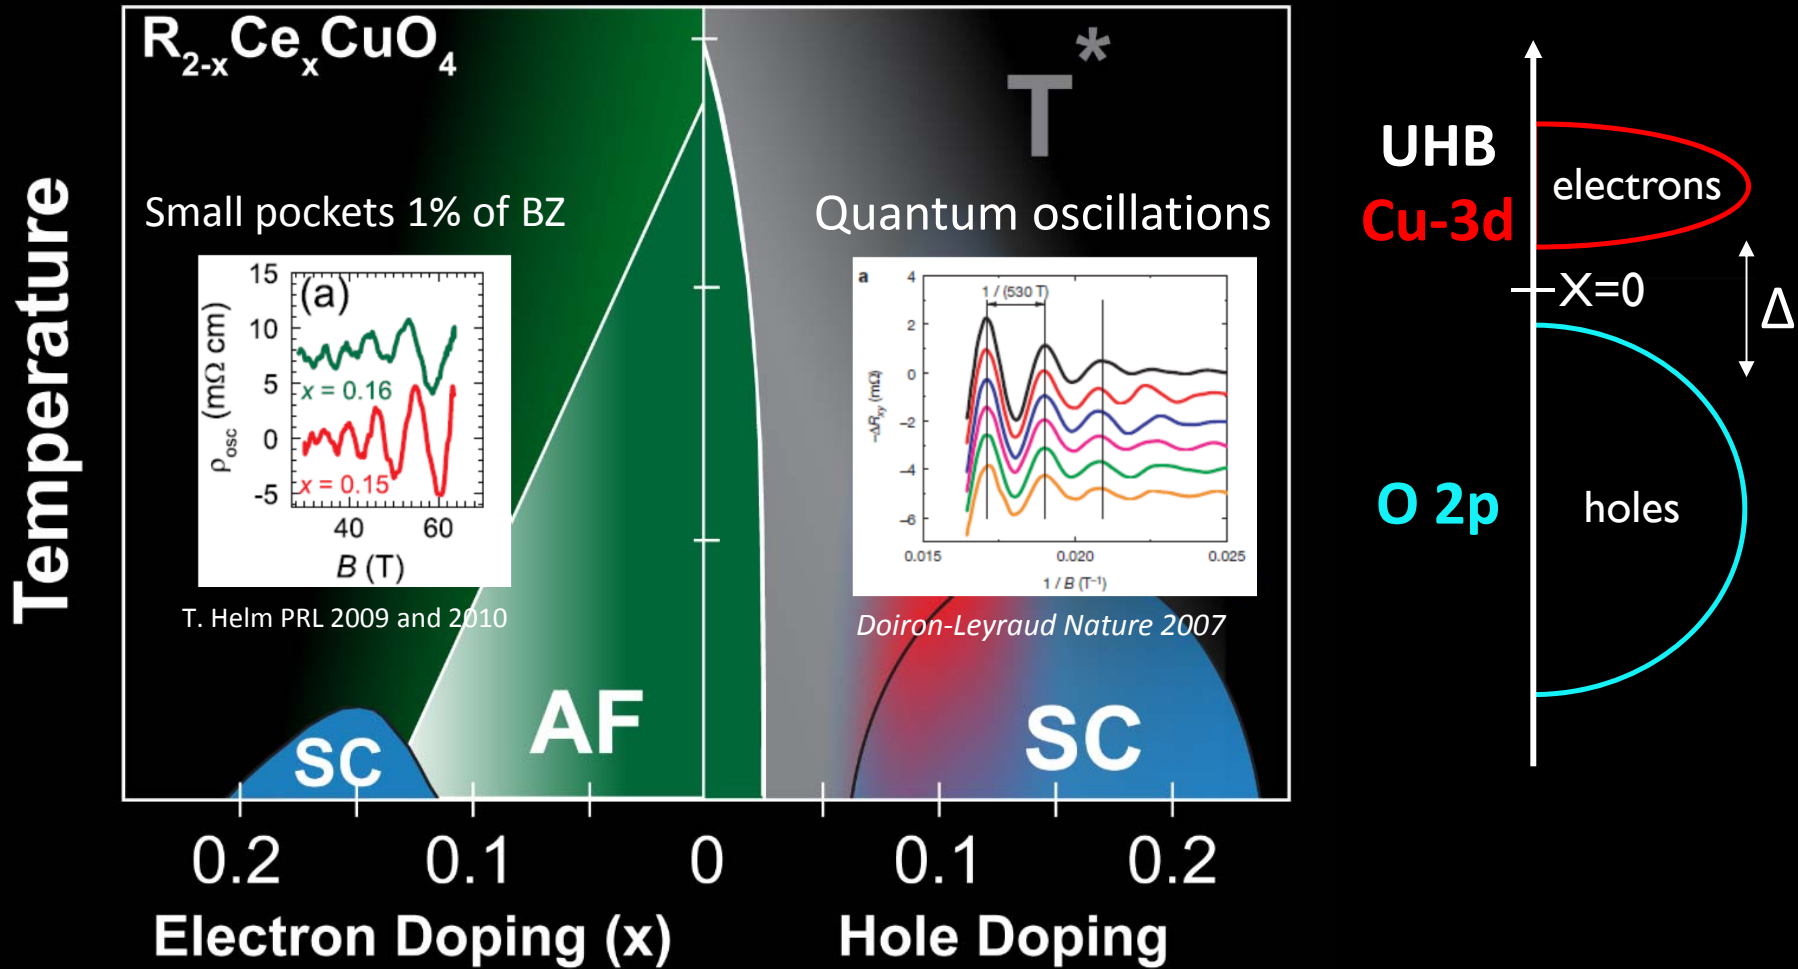 R2-xCexCuO4
T*
Temperature
Small pockets 1% of BZ
Quantum oscillations
(a)
15
10
5
0
-5
ρosc (mΩ cm)
x = 0.16
x = 0.15
40 60
B (T)
T. Helm PRL 2009 and 2010
a
1 / (530 T)
4
2
0
–2
–4
–6
–ΔRxy (mΩ)
0.015 0.020 0.025
1 / B (T–1)
Doiron-Leyraud Nature 2007
SC
AF
SC
0.2 0.1 0 0.1 0.2
Electron Doping (x)
Hole Doping
UHB
Cu-3d
electrons
X=0
Δ
O 2p
holes